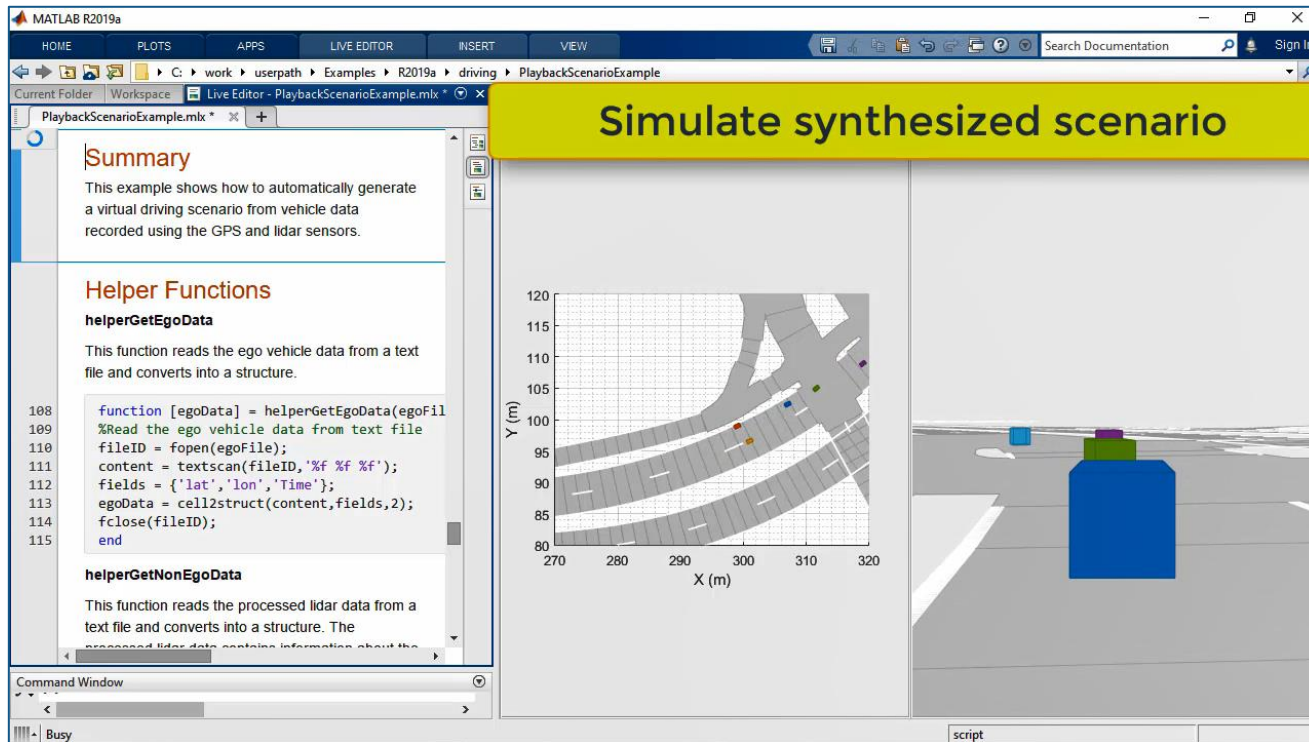 MATLAB R2019a
HOME PLOTS APPS LIVE EDITOR INSERT VIEW Search Documentation Sign In
C: work userpath Examples R2019a driving PlaybackScenarioExample
Current Folder Workspace Live Editor - PlaybackScenarioExample.mlx *
PlaybackScenarioExample.mlx *
Simulate synthesized scenario
Summary
This example shows how to automatically generate
a virtual driving scenario from vehicle data
recorded using the GPS and lidar sensors.
Helper Functions
helperGetEgoData
This function reads the ego vehicle data from a text
file and converts into a structure.
108 function [egoData] = helperGetEgoData(egoFil
109 %Read the ego vehicle data from text file
110 fileID = fopen(egoFile);
111 content = textscan(fileID,'%f %f %f');
112 fields = {'lat','lon','Time'};
113 egoData = cell2struct(content,fields,2);
114 fclose(fileID);
115 end
helperGetNonEgoData
This function reads the processed lidar data from a
text file and converts into a structure. The
processed lidar data contains information about the
120
115
110
105
100
95
90
85
80
Y (m)
270 280 290 300 310 320
X (m)
Command Window
Busy script